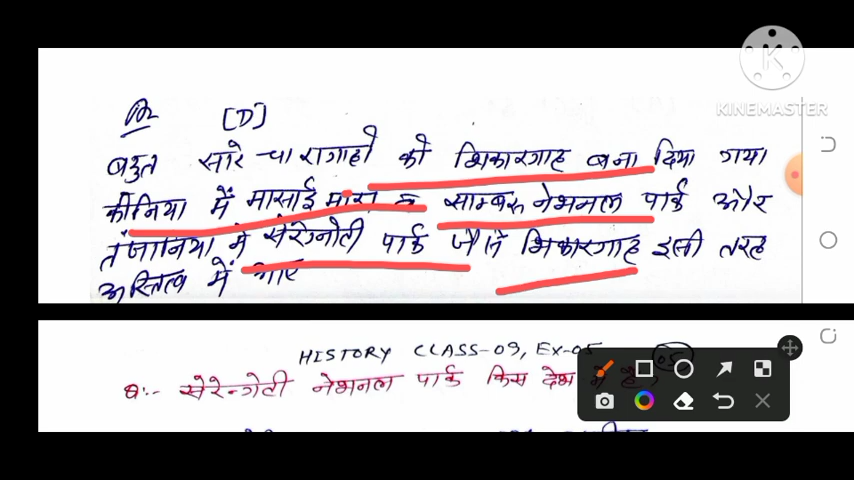 KINEMASTER
[D]
बहुत सारे चारागाहो को शिकारगाह बना दिया गया
कीनिया में मासाई मारा व साम्बरु नेशनल पार्क और
तंजानिया में सेरेन्गेटी पार्क जैसे शिकारगाह इसी तरह
अस्तित्व में आए
HISTORY CLASS-09, EX-05
05
Q:- सेरेन्गेटी नेशनल पार्क किस देश में है?